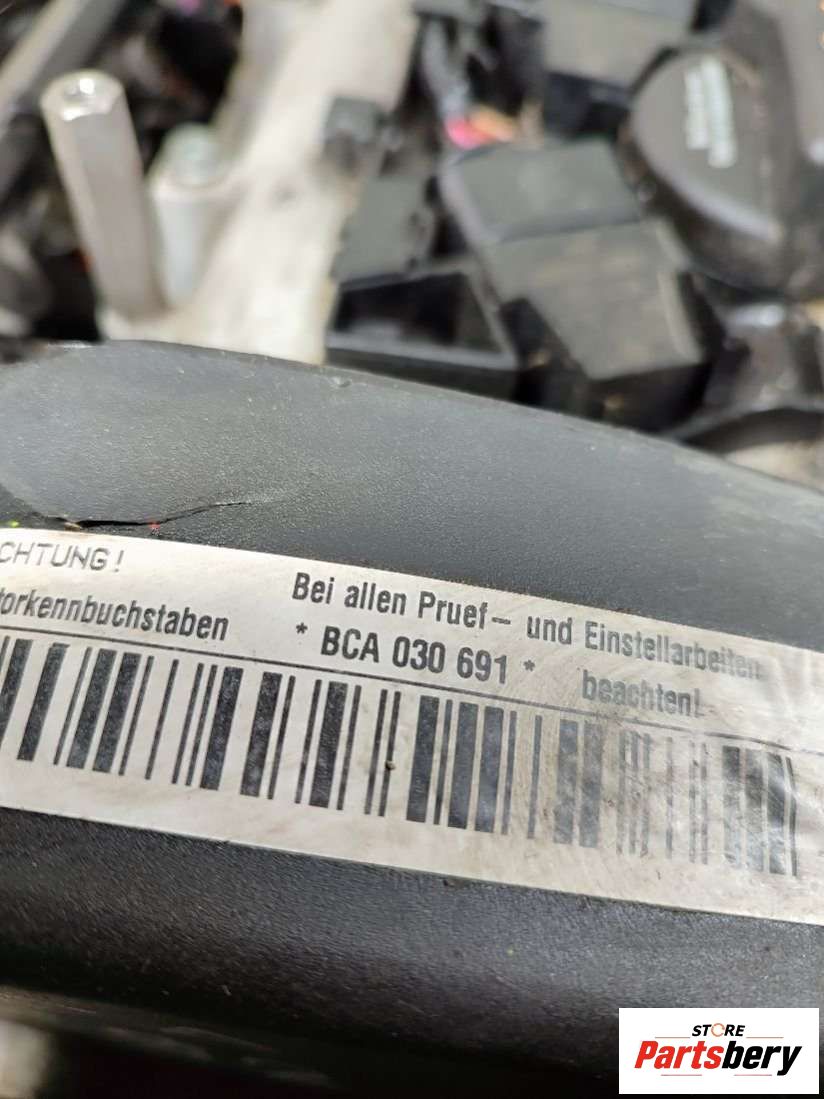 CHTUNG!
Bei allen Pruef- und Einstellarbeiten
torkennbuchstaben * BCA 030 691 * beachten!
STORE
Partsbery